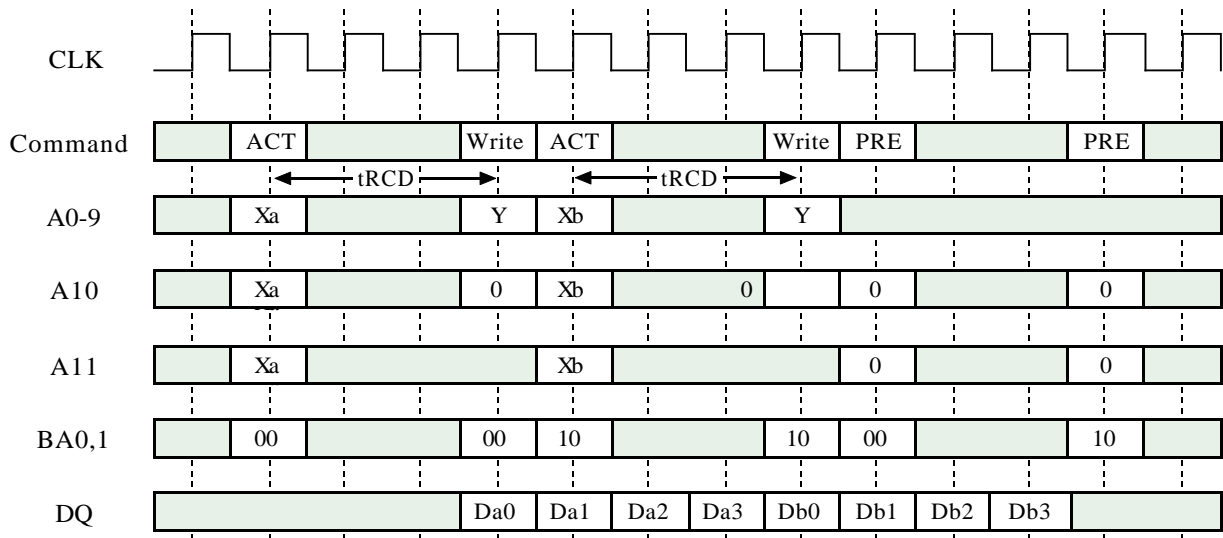 CLK
Command ACT Write ACT Write PRE PRE
tRCD tRCD
A0-9 Xa Y Xb Y
A10 Xa 0 Xb 0 0 0
A11 Xa Xb 0 0
BA0,1 00 00 10 10 00 10
DQ Da0 Da1 Da2 Da3 Db0 Db1 Db2 Db3